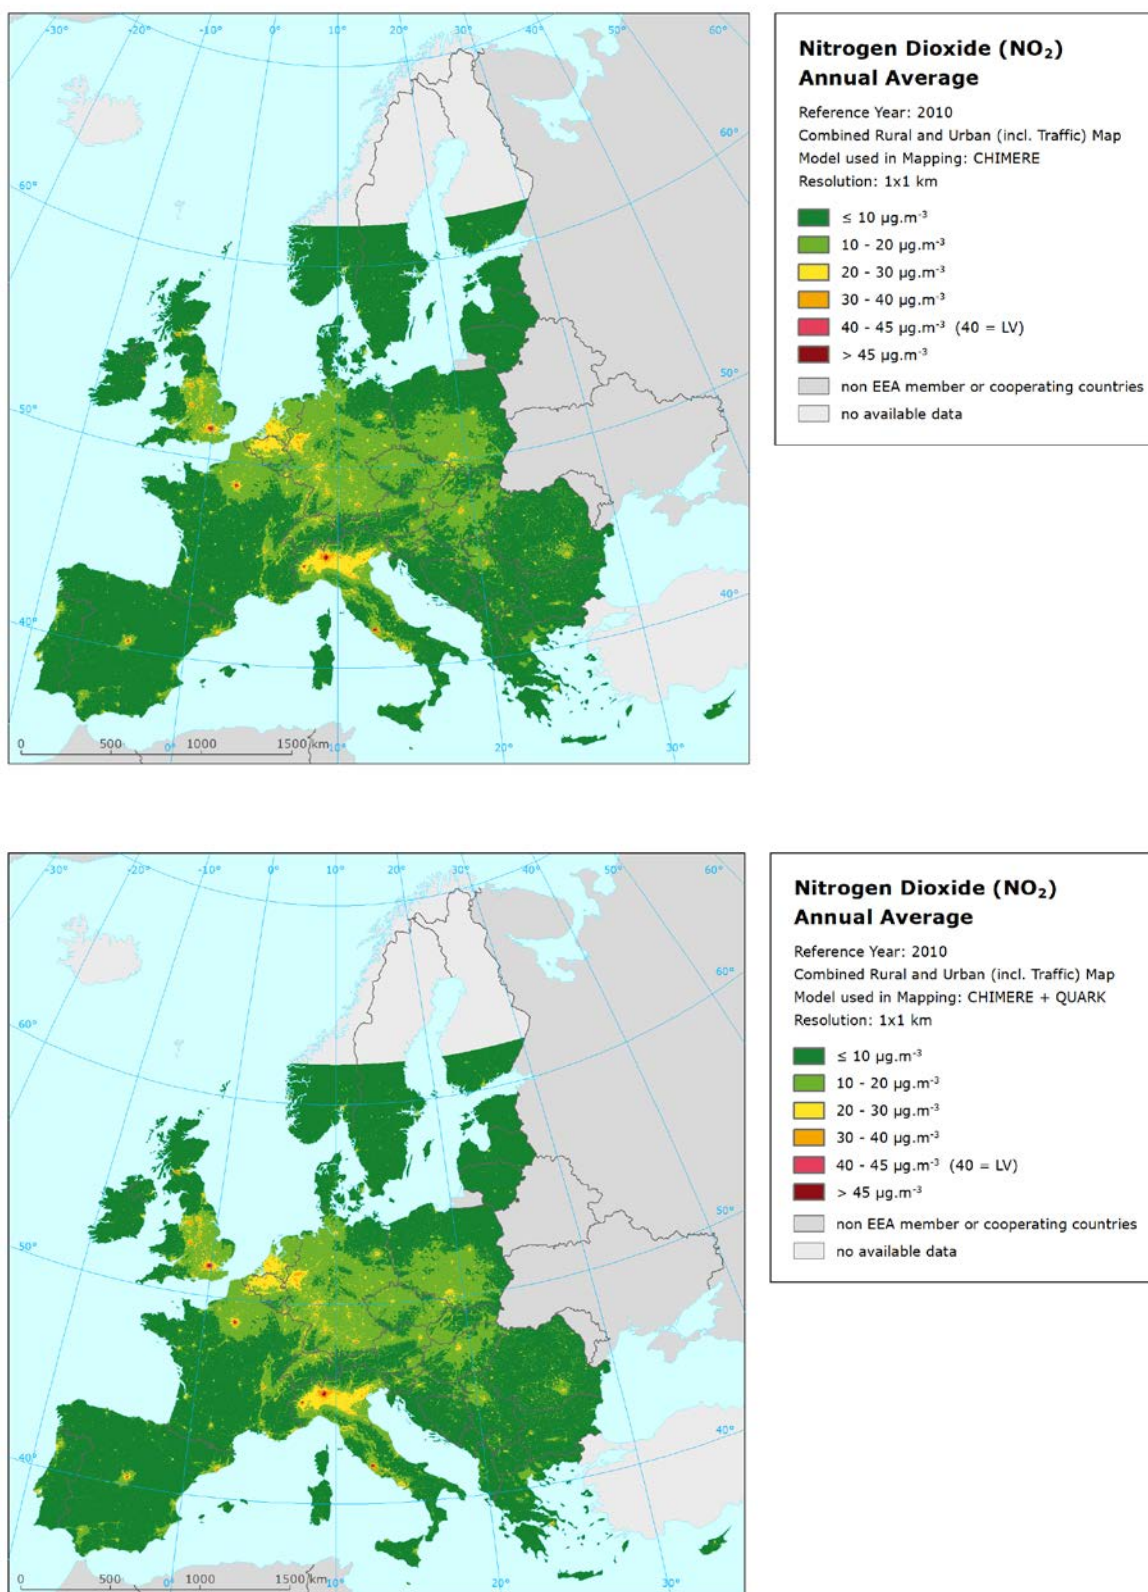 -30°
-20°
-10°
0°
10°
20°
30°
40°
50°
60°
60°
60°
50°
50°
40°
40°
0
500
1000
1500 km
0°
10°
20°
30°
Nitrogen Dioxide (NO₂)
Annual Average
Reference Year: 2010
Combined Rural and Urban (incl. Traffic) Map
Model used in Mapping: CHIMERE
Resolution: 1x1 km
≤ 10 µg.m⁻³
10 - 20 µg.m⁻³
20 - 30 µg.m⁻³
30 - 40 µg.m⁻³
40 - 45 µg.m⁻³ (40 = LV)
> 45 µg.m⁻³
non EEA member or cooperating countries
no available data
-30°
-20°
-10°
0°
10°
20°
30°
40°
50°
60°
60°
60°
50°
50°
40°
40°
0
500
1000
1500 km
0°
10°
20°
30°
Nitrogen Dioxide (NO₂)
Annual Average
Reference Year: 2010
Combined Rural and Urban (incl. Traffic) Map
Model used in Mapping: CHIMERE + QUARK
Resolution: 1x1 km
≤ 10 µg.m⁻³
10 - 20 µg.m⁻³
20 - 30 µg.m⁻³
30 - 40 µg.m⁻³
40 - 45 µg.m⁻³ (40 = LV)
> 45 µg.m⁻³
non EEA member or cooperating countries
no available data